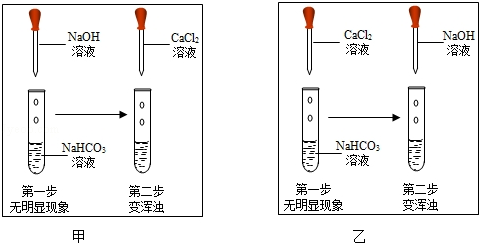 NaOH
溶液
CaCl₂
溶液
NaHCO₃
溶液
第一步
无明显现象
第二步
变浑浊
甲
CaCl₂
溶液
NaOH
溶液
NaHCO₃
溶液
第一步
无明显现象
第二步
变浑浊
乙